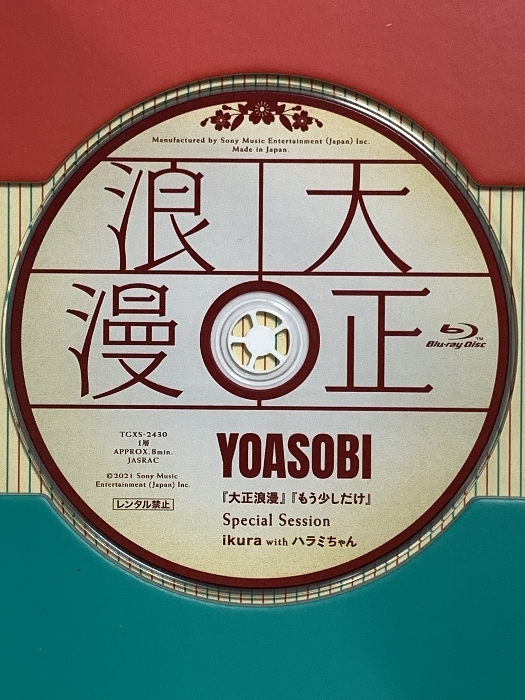 Manufactured by Sony Music Entertainment (Japan) Inc.
Made in Japan.
大正
浪漫
Blu-ray Disc™
TGXS-2430
1層
APPROX.8min.
JASRAC
©2021 Sony Music
Entertainment (Japan) Inc.
レンタル禁止
YOASOBI
『大正浪漫』『もう少しだけ』
Special Session
ikura with ハラミちゃん